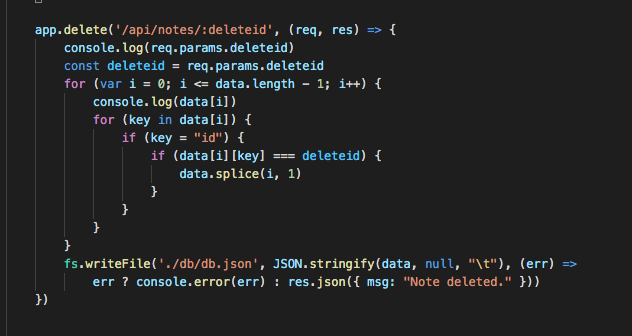 app.delete('/api/notes/:deleteid', (req, res) => {
    console.log(req.params.deleteid)
    const deleteid = req.params.deleteid
    for (var i = 0; i <= data.length - 1; i++) {
        console.log(data[i])
        for (key in data[i]) {
            if (key = "id") {
                if (data[i][key] === deleteid) {
                    data.splice(i, 1)
                }
            }
        }
    }
    fs.writeFile('./db/db.json', JSON.stringify(data, null, "\t"), (err) =>
        err ? console.error(err) : res.json({ msg: "Note deleted." }))
})